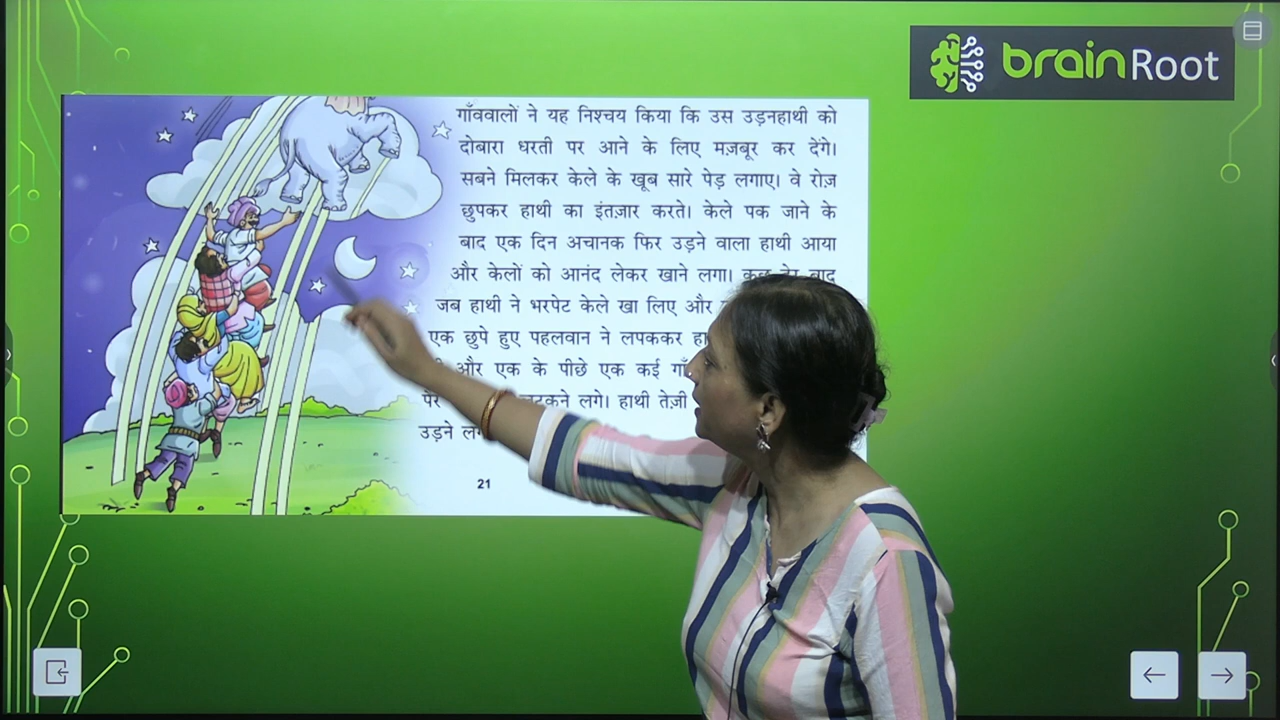 brainRoot
गाँववालों ने यह निश्चय किया कि उस उड़नहाथी को
दोबारा धरती पर आने के लिए मज़बूर कर देंगे।
सबने मिलकर केले के खूब सारे पेड़ लगाए। वे रोज़
छुपकर हाथी का इंतज़ार करते। केले पक जाने के
बाद एक दिन अचानक फिर उड़ने वाला हाथी आया
और केलों को आनंद लेकर खाने लगा। बाद
जब हाथी ने भरपेट केले खा लिए और
एक छुपे हुए पहलवान ने लपककर
और एक के पीछे एक कई
लटकने लगे। हाथी तेज़ी
उड़ने
21